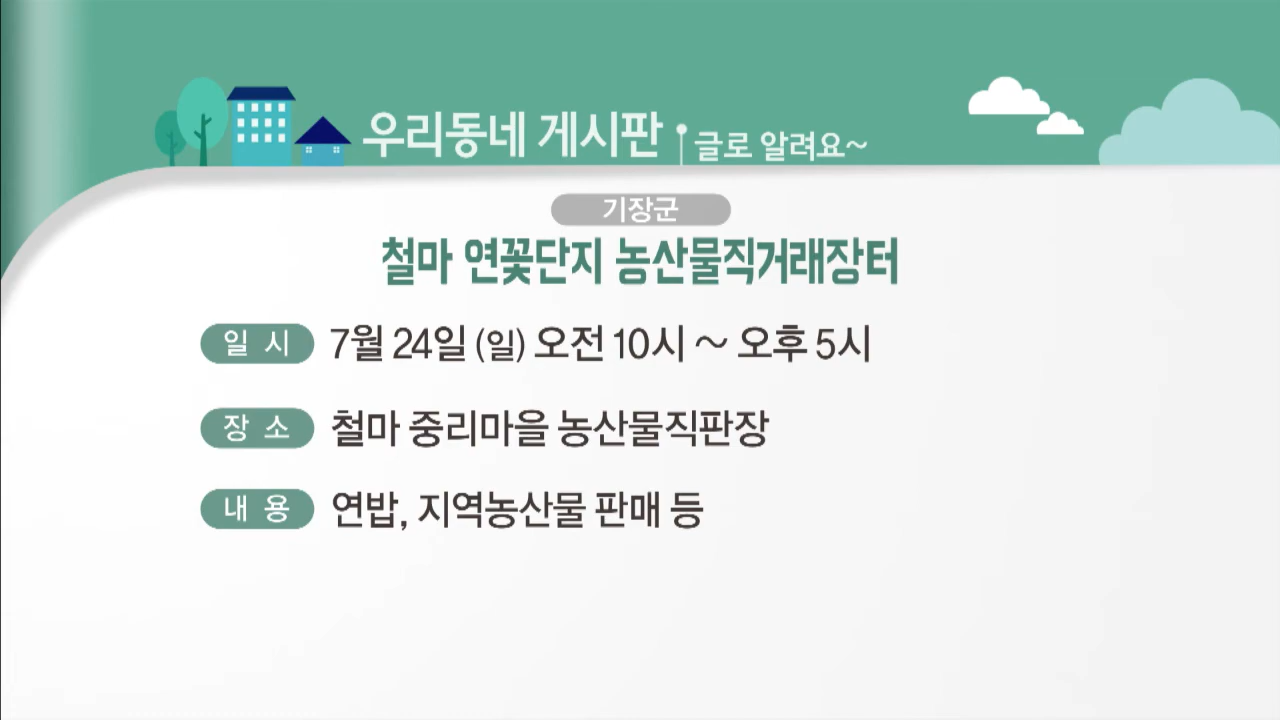 우리동네 게시판 글로 알려요~
기장군
철마 연꽃단지 농산물직거래장터
일 시 7월 24일 (일) 오전 10시 ~ 오후 5시
장 소 철마 중리마을 농산물직판장
내 용 연밥, 지역농산물 판매 등